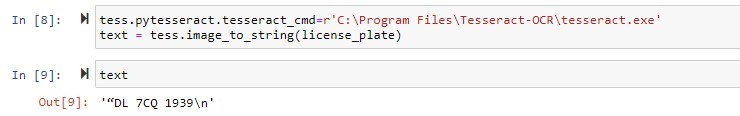 In [8]: tess.pytesseract.tesseract_cmd=r'C:\Program Files\Tesseract-OCR\tesseract.exe'
text = tess.image_to_string(license_plate)
In [9]: text
Out[9]: '“DL 7CQ 1939\n'